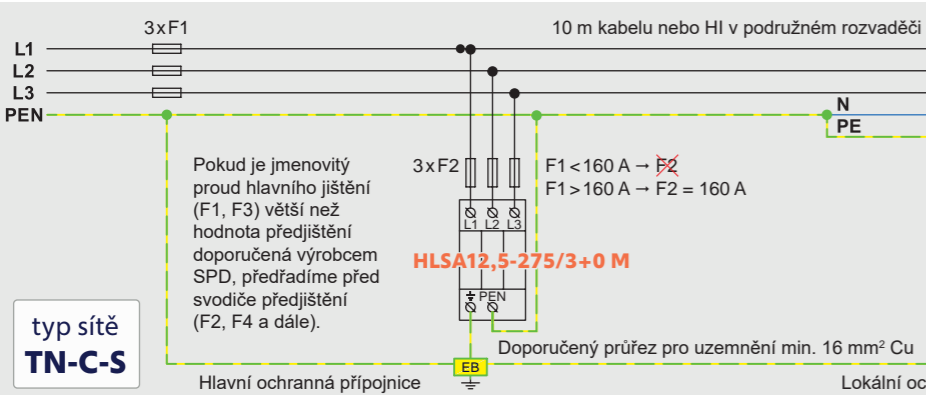 3xF1
10 m kabelu nebo HI v podružném rozvaděči
L1
L2
L3
PEN
N
PE
Pokud je jmenovitý
proud hlavního jištění
(F1, F3) větší než
hodnota předjištění
doporučená výrobcem
SPD, předřadíme před
svodiče předjištění
(F2, F4 a dále).
3xF2
F1<160 A → F2
F1>160 A → F2 = 160 A
L1 L2 L3
HLSA12,5-275/3+0 M
PEN
typ sítě
TN-C-S
Doporučený průřez pro uzemnění min. 16 mm² Cu
EB
Hlavní ochranná přípojnice
Lokální oc